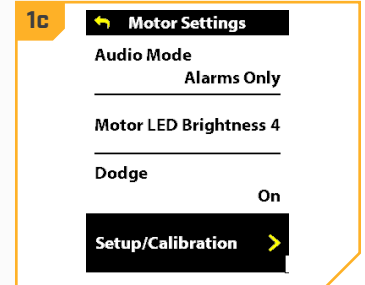 1c
Motor Settings
Audio Mode
Alarms Only
Motor LED Brightness 4
Dodge
On
Setup/Calibration